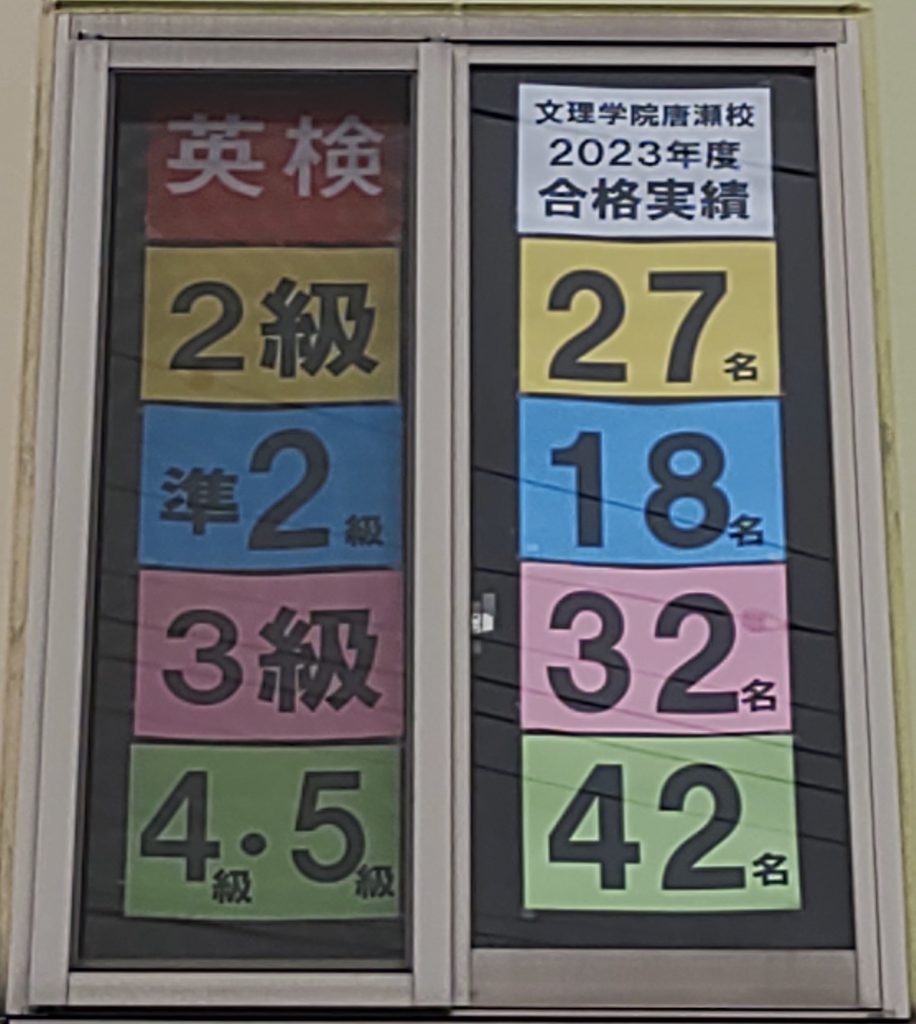 英検
文理学院唐瀬校
2023年度
合格実績
2級
27名
準2級
18名
3級
32名
4級・5級
42名